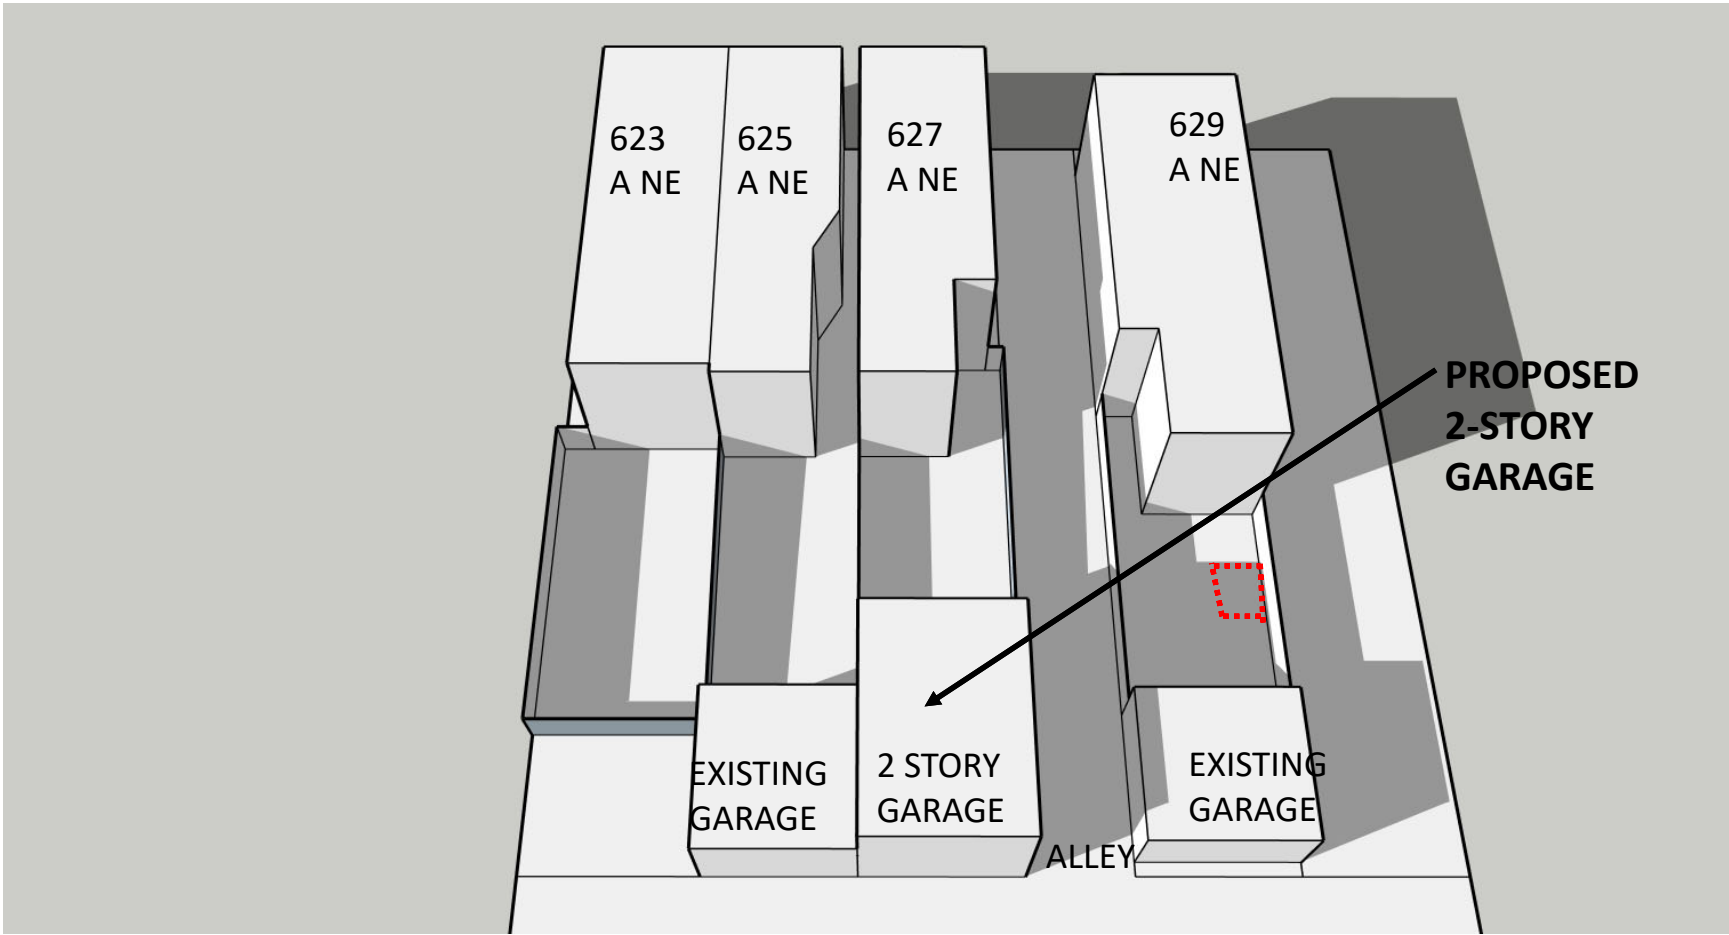 623
A NE
625
A NE
627
A NE
629
A NE
PROPOSED
2-STORY
GARAGE
EXISTING
GARAGE
2 STORY
GARAGE
EXISTING
GARAGE
ALLEY